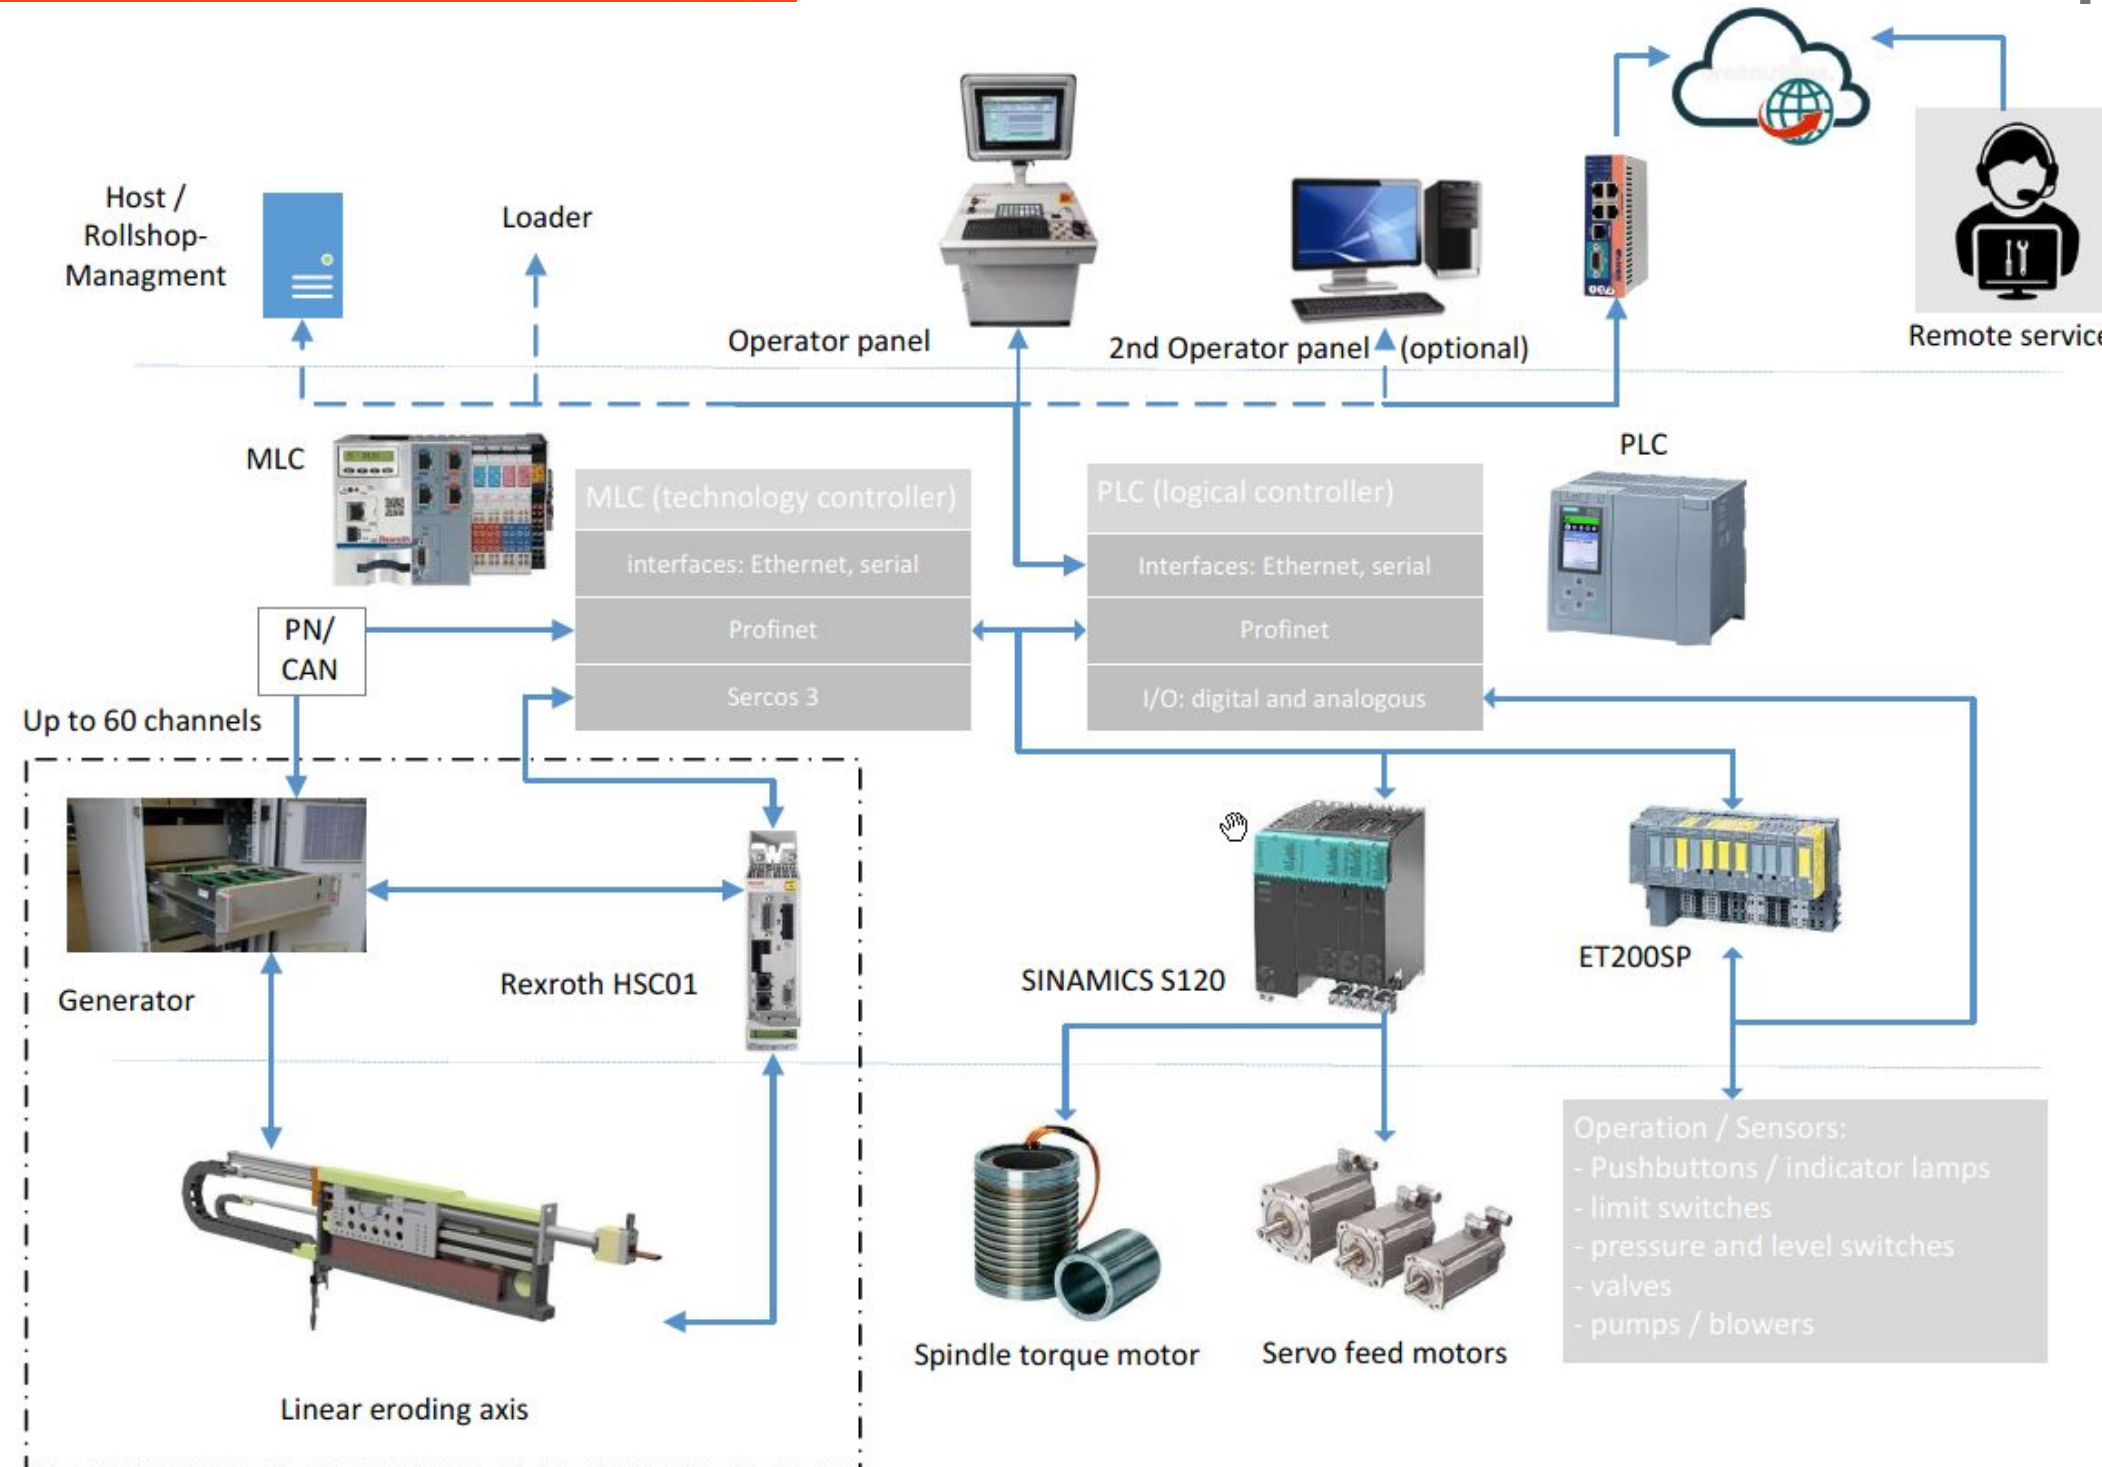 Host /
Rollshop-
Managment
Loader
Operator panel
2nd Operator panel (optional)
Remote service
MLC
PLC
MLC (technology controller)
interfaces: Ethernet, serial
Profinet
Sercos 3
PLC (logical controller)
Interfaces: Ethernet, serial
Profinet
I/O: digital and analogous
PN/
CAN
Up to 60 channels
Generator
Rexroth HSC01
SINAMICS S120
ET200SP
Linear eroding axis
Spindle torque motor
Servo feed motors
Operation / Sensors:
- Pushbuttons / indicator lamps
- limit switches
- pressure and level switches
- valves
- pumps / blowers